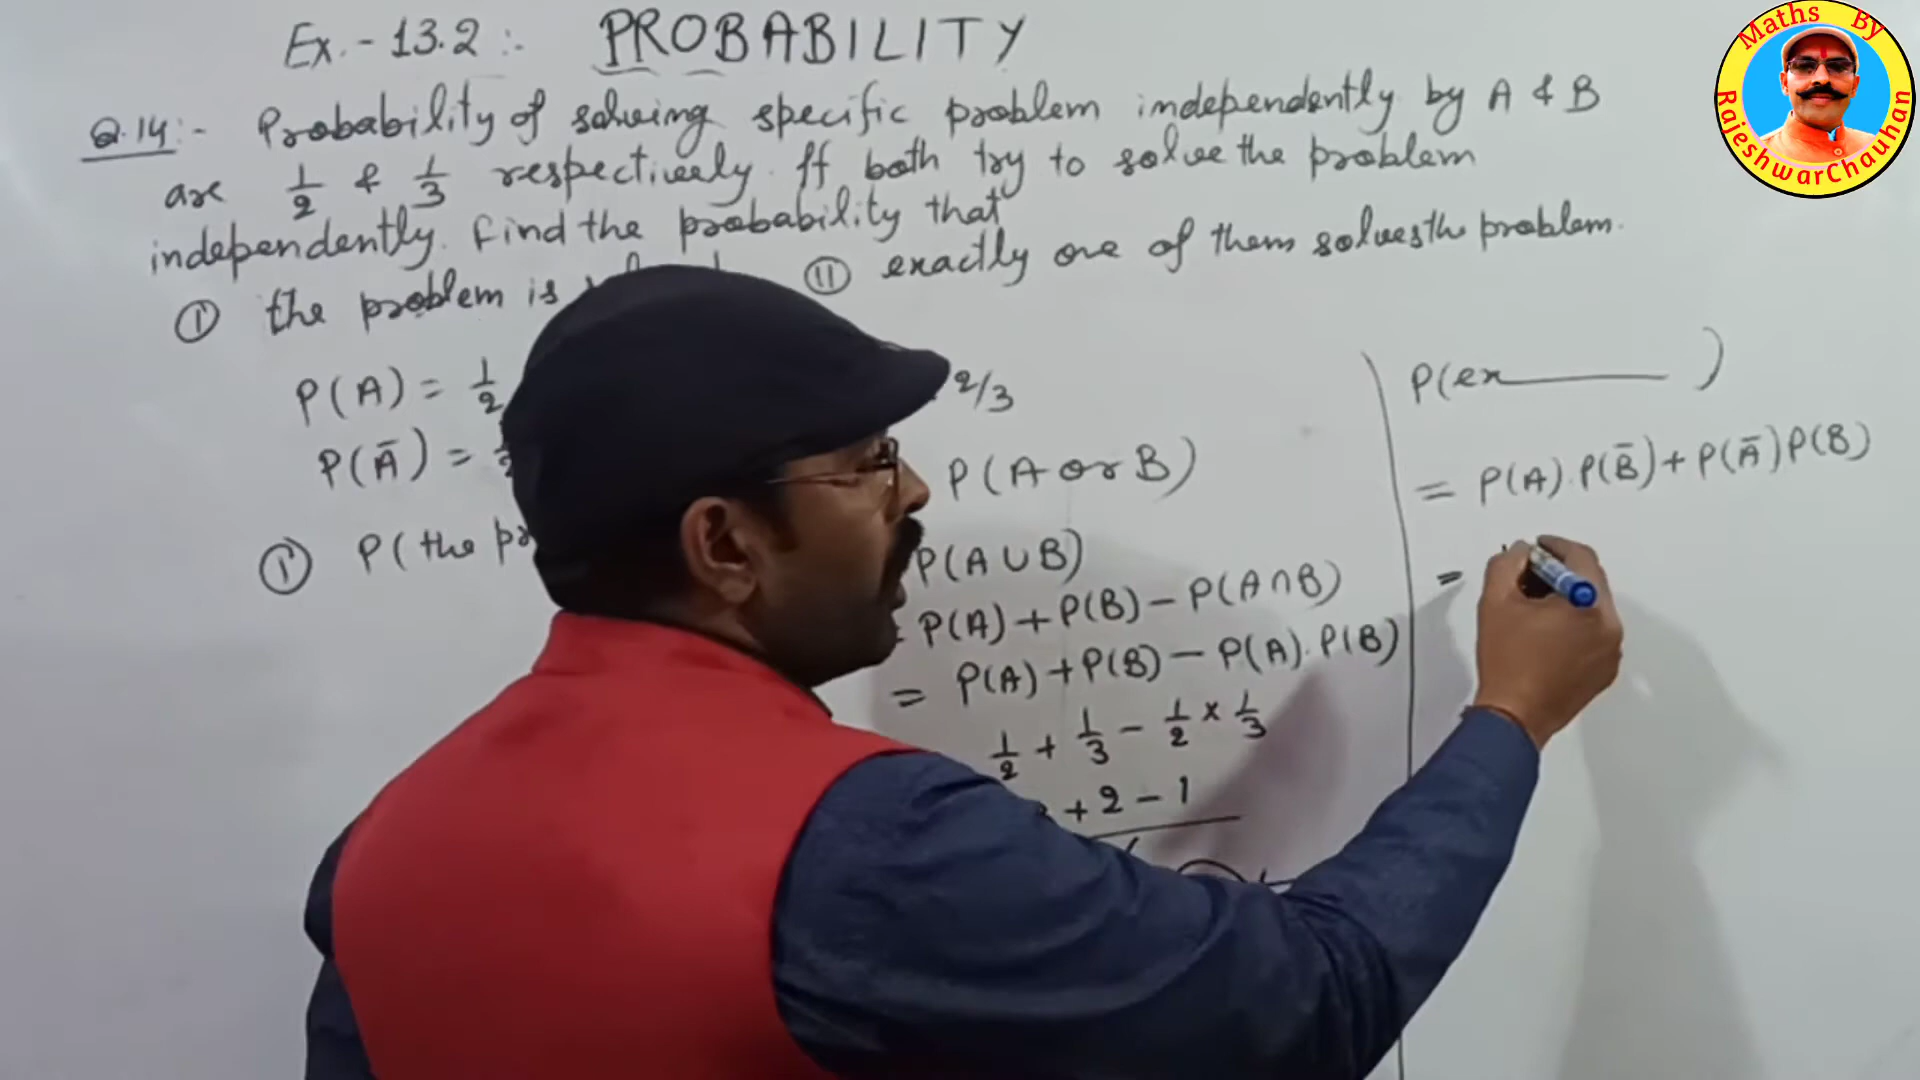 Ex.-13.2:- PROBABILITY
Q.14:- Probability of solving specific problem independently by A & B
are 1/2 & 1/3 respectively. If both try to solve the problem
independently. find the probability that
(I) the problem is (II) exactly one of them solves the problem.
P(A) = 1/2 2/3
P(Ā) =
P(A or B)
(I) P(the
P(A∪B)
= P(A)+P(B)-P(A∩B)
= P(A)+P(B)-P(A).P(B)
1/2 + 1/3 - 1/2 × 1/3
+2-1
P(ex )
= P(A).P(B̄)+P(Ā)P(B)
=
Maths By
RajeshwarChauhan